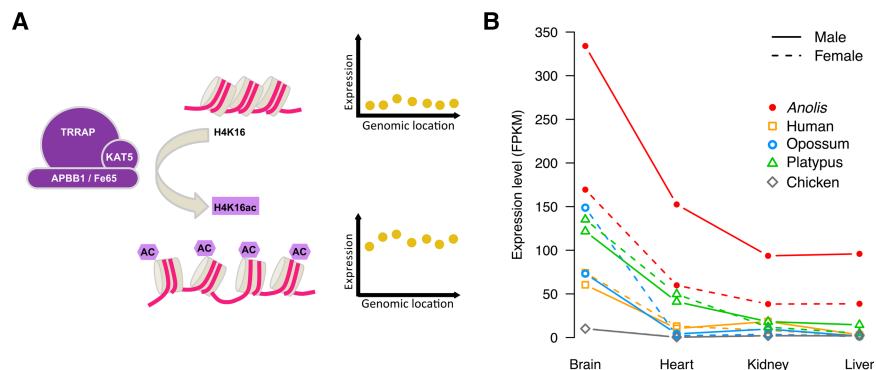 A
TRRAP
KAT5
APBB1 / Fe65
H4K16
H4K16ac
AC
AC
AC
AC
Expression
Genomic location
Expression
Genomic location
B
Expression level (FPKM)
350
300
250
200
150
100
50
0
Brain
Heart
Kidney
Liver
Male
Female
Anolis
Human
Opossum
Platypus
Chicken